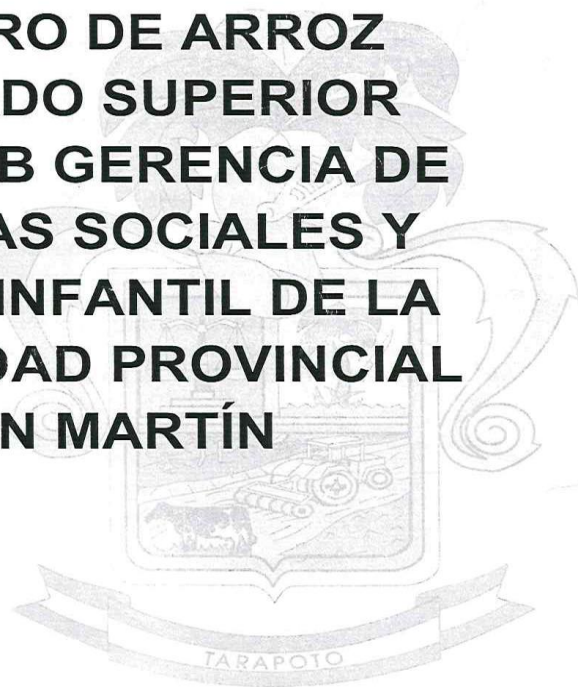 RO DE ARROZ
DO SUPERIOR
B GERENCIA DE
AS SOCIALES Y
INFANTIL DE LA
DAD PROVINCIAL
N MARTÍN
TARAPOTO